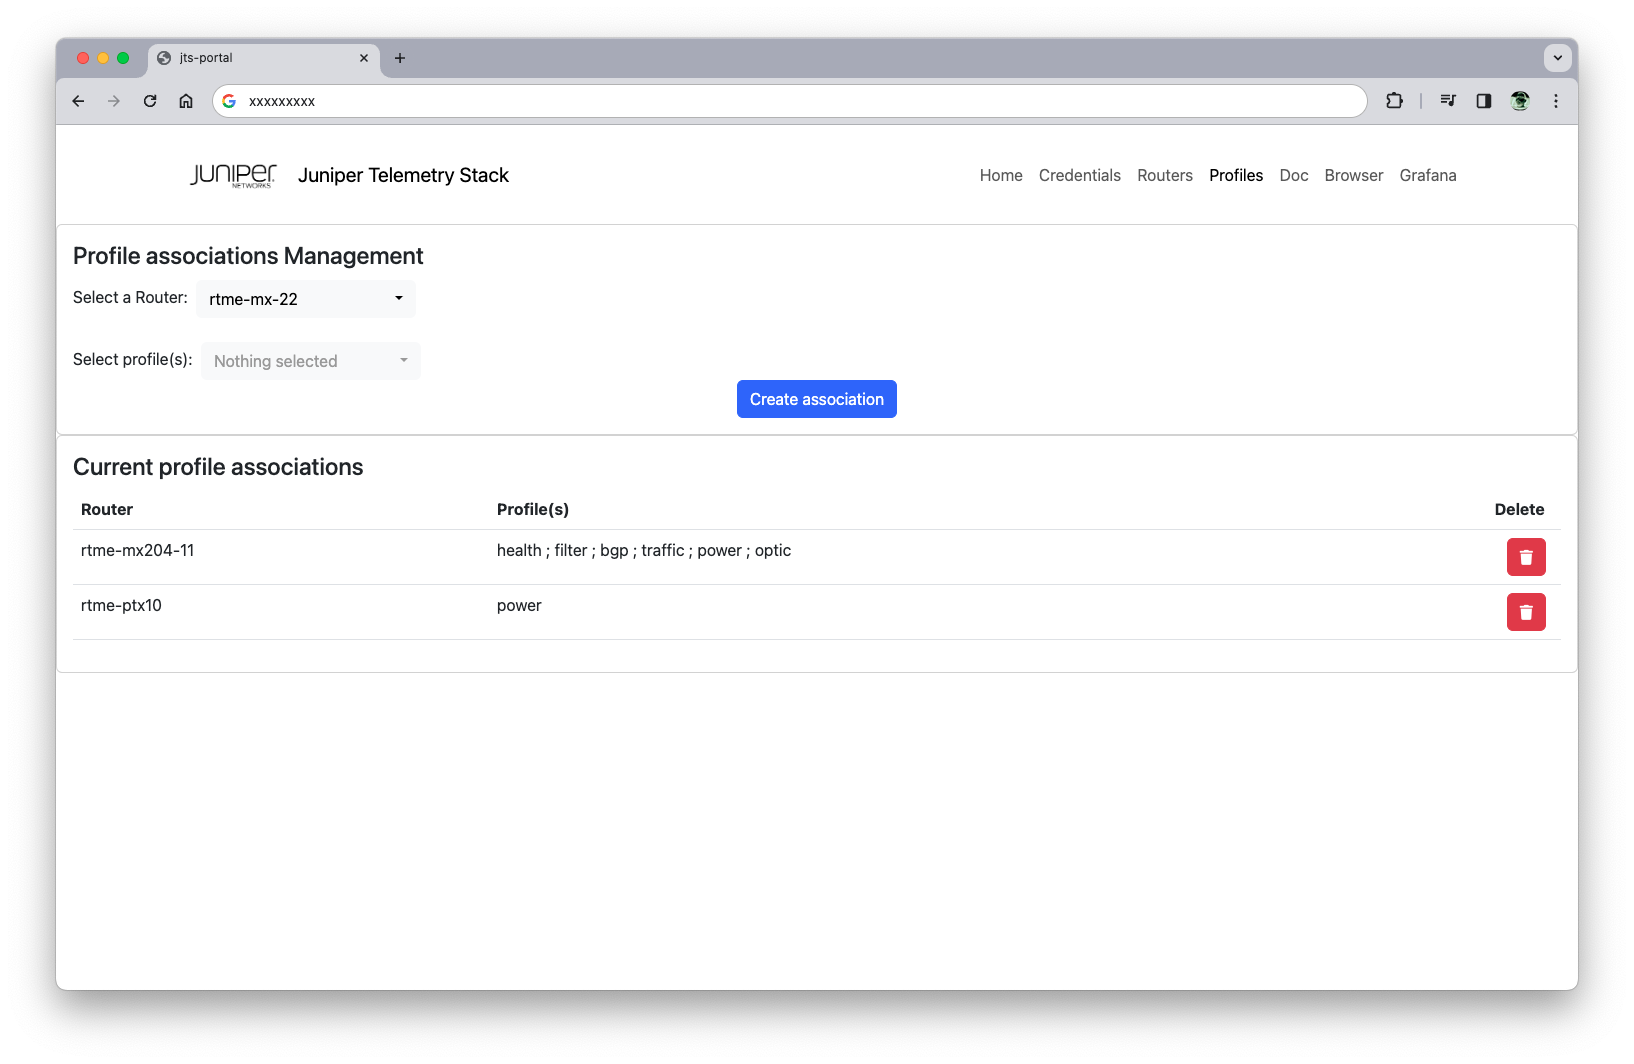 jts-portal
xxxxxxxxx
JUNIPEr NETWORKS Juniper Telemetry Stack Home Credentials Routers Profiles Doc Browser Grafana
Profile associations Management
Select a Router: rtme-mx-22
Select profile(s): Nothing selected
Create association
Current profile associations
Router Profile(s) Delete
rtme-mx204-11 health ; filter ; bgp ; traffic ; power ; optic
rtme-ptx10 power